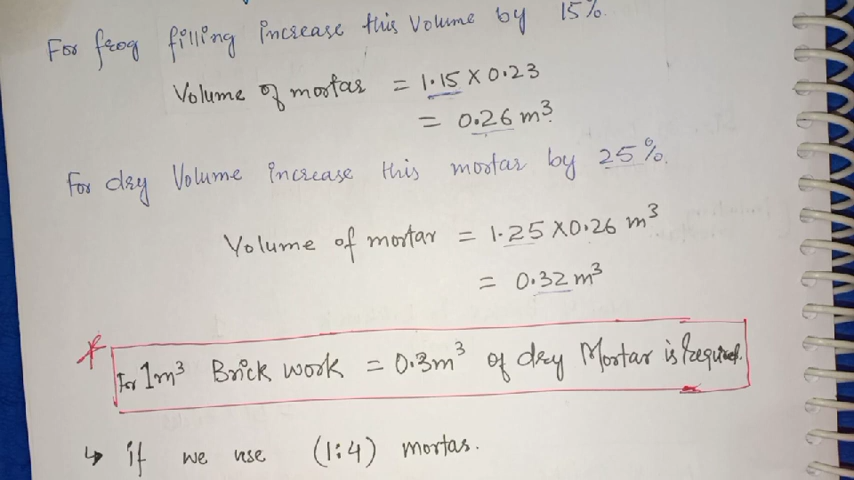 For frog filling increase this Volume by 15%.
Volume of mortar = 1.15 X 0.23
= 0.26 m³
For dry Volume increase this mortar by 25%.
Volume of mortar = 1.25 X 0.26 m³
= 0.32 m³
* For 1m³ Brick work = 0.3m³ of dry Mortar is Required.
↳ if we use (1:4) mortar.